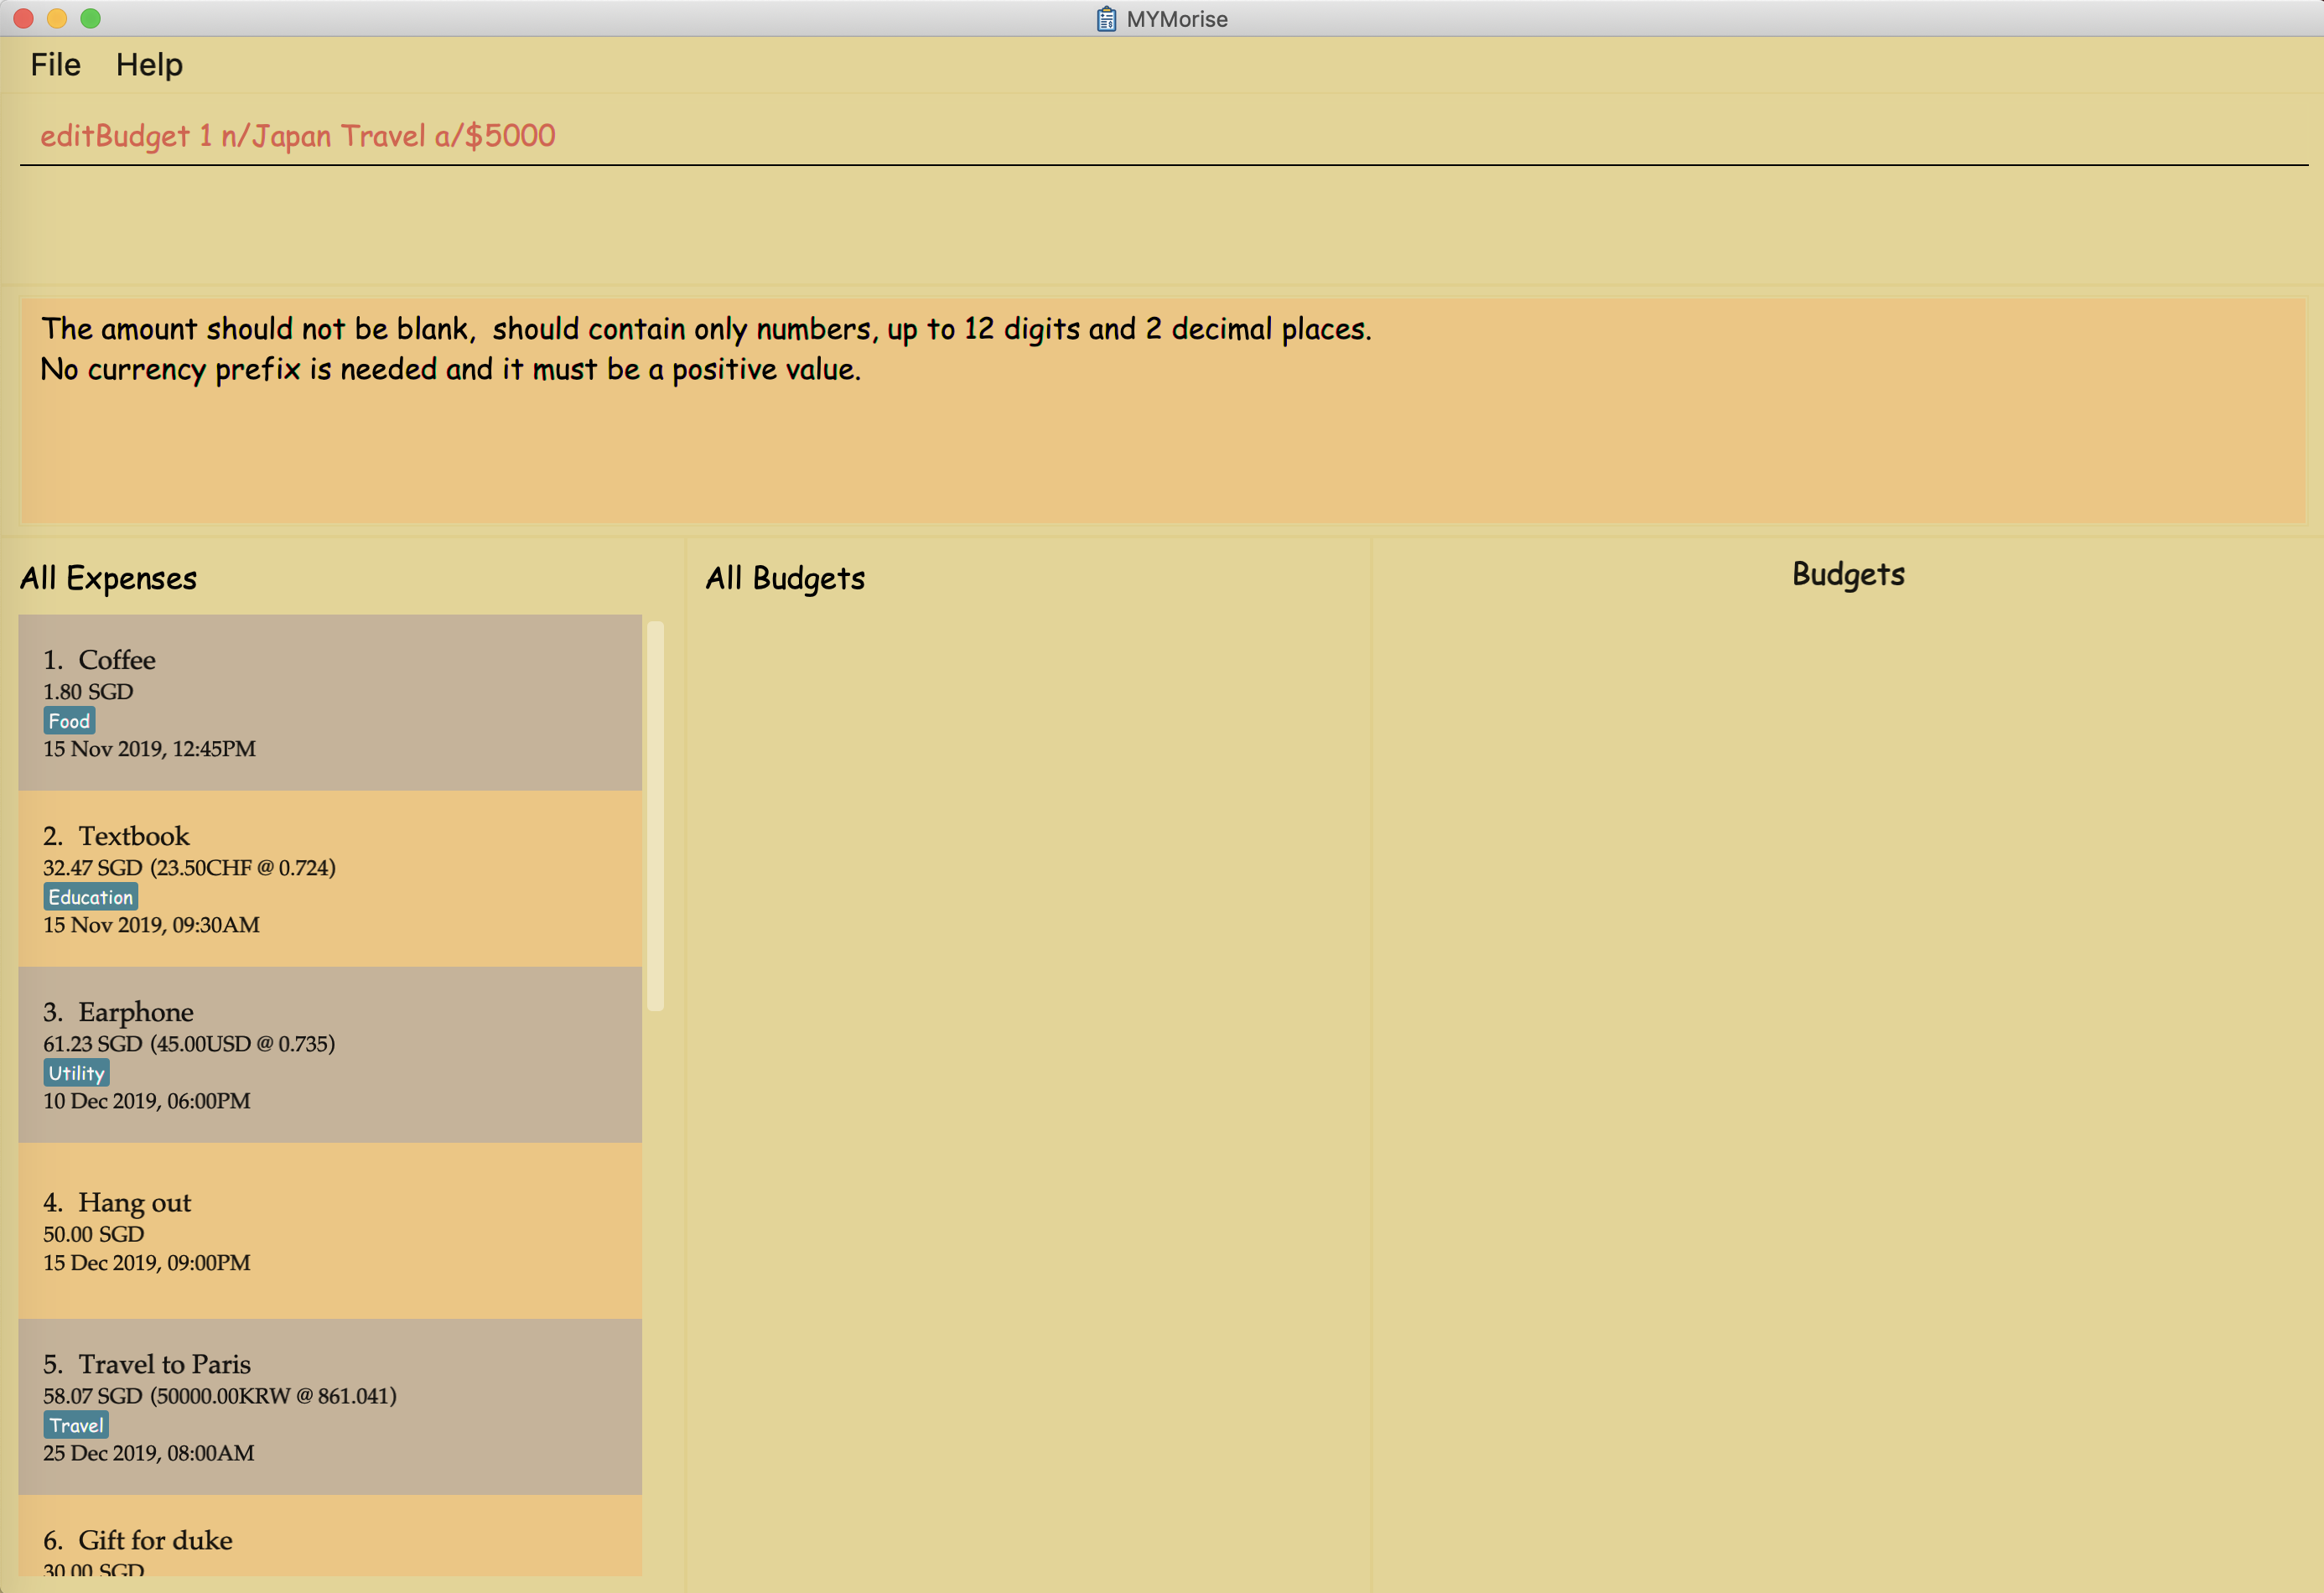 MYMorise
File Help
editBudget 1 n/Japan Travel a/$5000
The amount should not be blank,  should contain only numbers, up to 12 digits and 2 decimal places.
No currency prefix is needed and it must be a positive value.
All Expenses
1. Coffee
1.80 SGD
Food
15 Nov 2019, 12:45PM
2. Textbook
32.47 SGD (23.50CHF @ 0.724)
Education
15 Nov 2019, 09:30AM
3. Earphone
61.23 SGD (45.00USD @ 0.735)
Utility
10 Dec 2019, 06:00PM
4. Hang out
50.00 SGD
15 Dec 2019, 09:00PM
5. Travel to Paris
58.07 SGD (50000.00KRW @ 861.041)
Travel
25 Dec 2019, 08:00AM
6. Gift for duke
30.00 SGD
All Budgets
Budgets